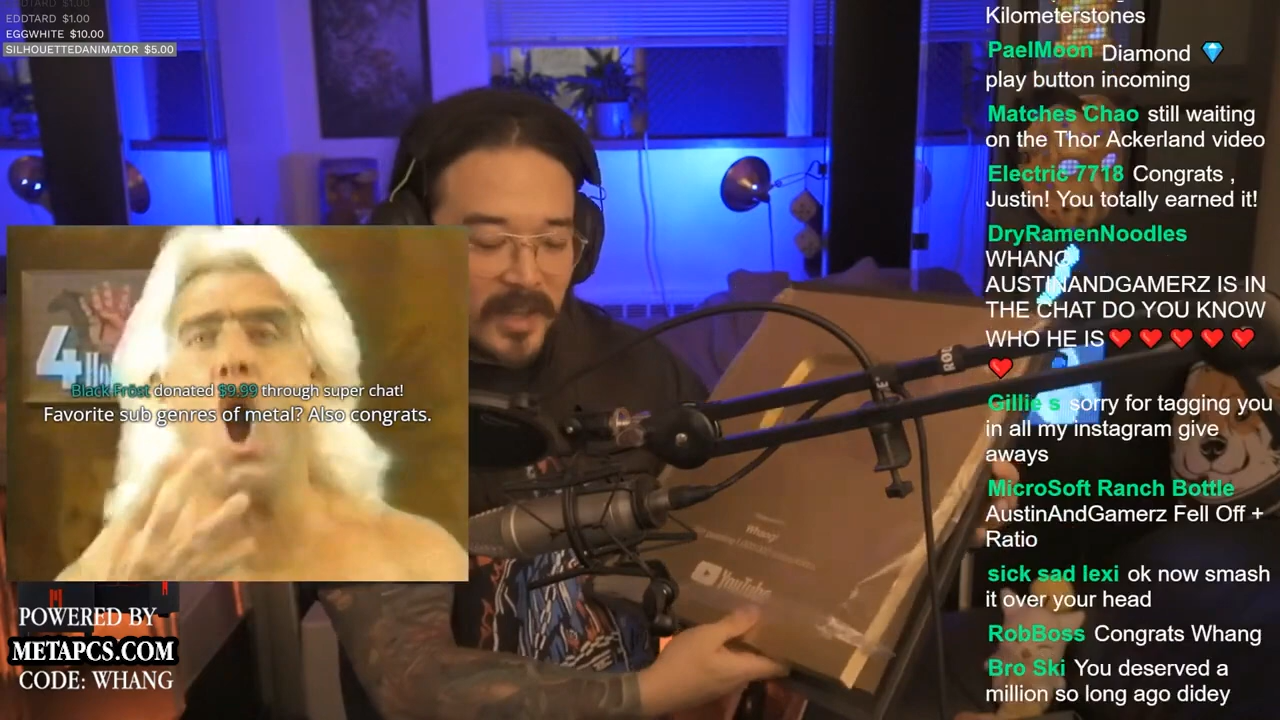 EDDTARD $1.00
EGGWHITE $10.00
SILHOUETTEDANIMATOR $5.00
4
Black Frost donated $9.99 through super chat!
Favorite sub genres of metal? Also congrats.
POWERED BY
METAPCS.COM
CODE: WHANG
Whang!
YouTube
Kilometerstones
PaelMoon Diamond 💎
play button incoming
Matches Chao still waiting
on the Thor Ackerland video
Electric 7718 Congrats ,
Justin! You totally earned it!
DryRamenNoodles
WHANG
AUSTINANDGAMERZ IS IN
THE CHAT DO YOU KNOW
WHO HE IS❤️❤️❤️❤️❤️
❤️
Gillie s sorry for tagging you
in all my instagram give
aways
MicroSoft Ranch Bottle
AustinAndGamerz Fell Off +
Ratio
sick sad lexi ok now smash
it over your head
RobBoss Congrats Whang
Bro Ski You deserved a
million so long ago didey